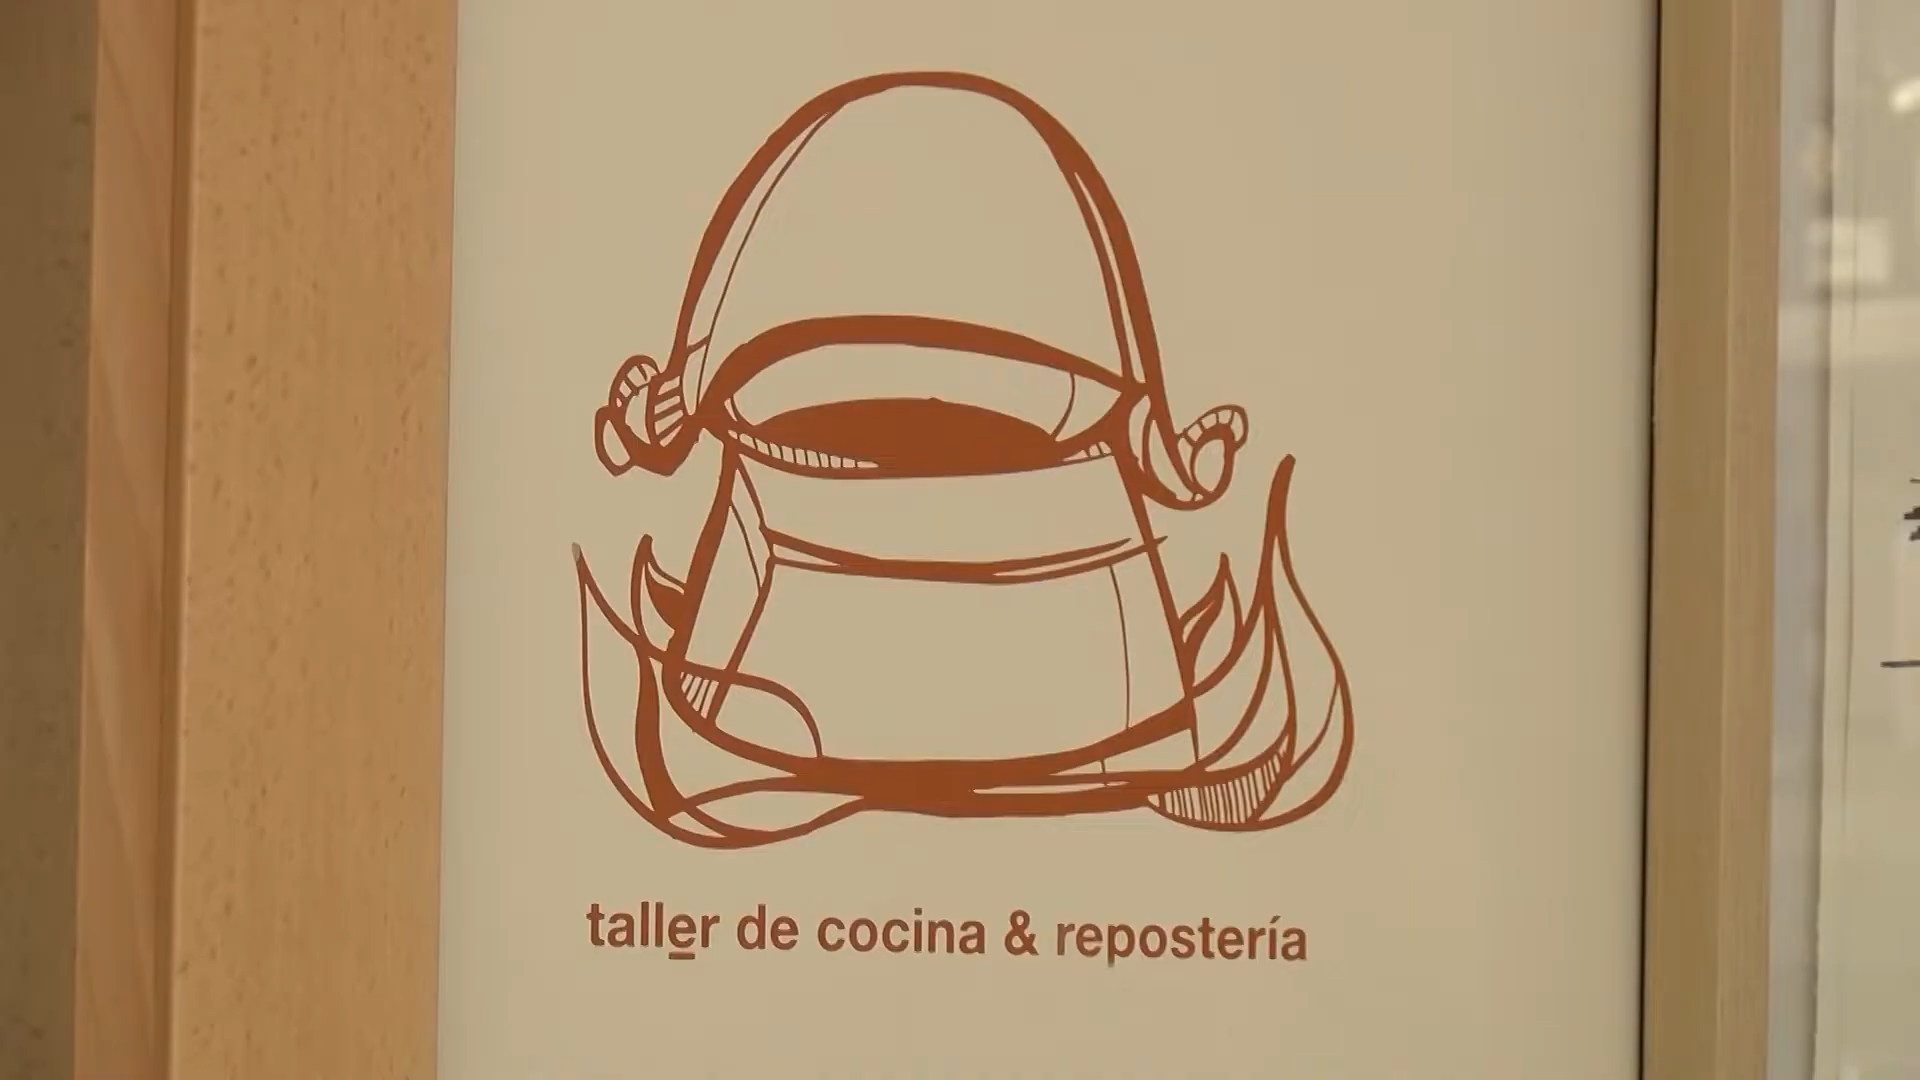 taller de cocina & repostería